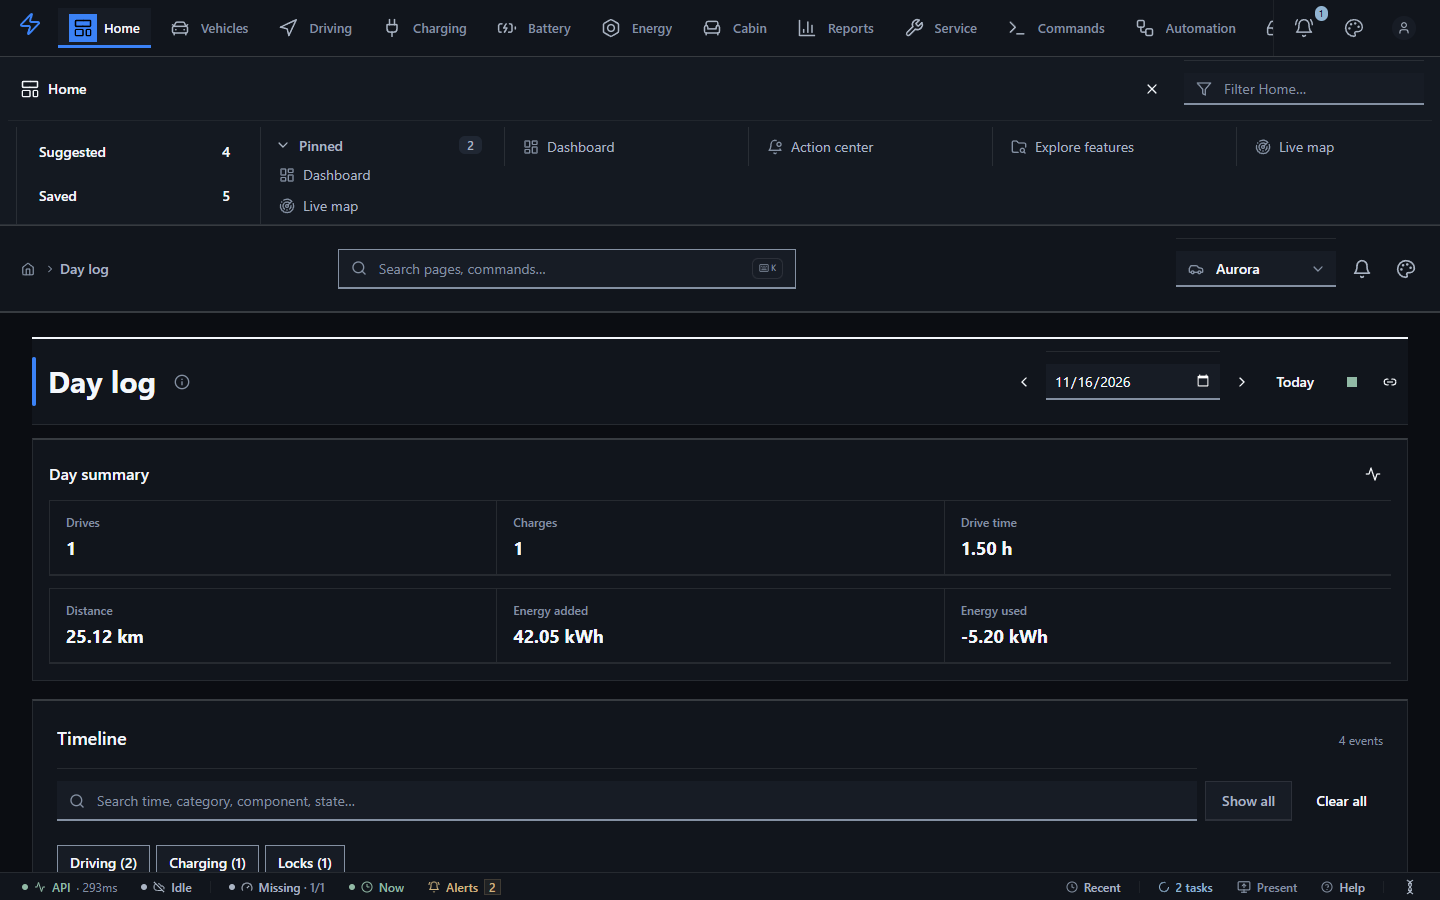 Home Vehicles Driving Charging Battery Energy Cabin Reports Service Commands Automation 1
Home Filter Home...
Suggested 4
Saved 5
Pinned 2
Dashboard
Live map
Dashboard
Action center
Explore features
Live map
Day log Search pages, commands... K Aurora
Day log 11/16/2026 Today
Day summary
Drives Charges Drive time
1 1 1.50 h
Distance Energy added Energy used
25.12 km 42.05 kWh -5.20 kWh
Timeline 4 events
Search time, category, component, state... Show all Clear all
Driving (2) Charging (1) Locks (1)
API · 293ms Idle Missing · 1/1 Now Alerts 2 Recent 2 tasks Present Help